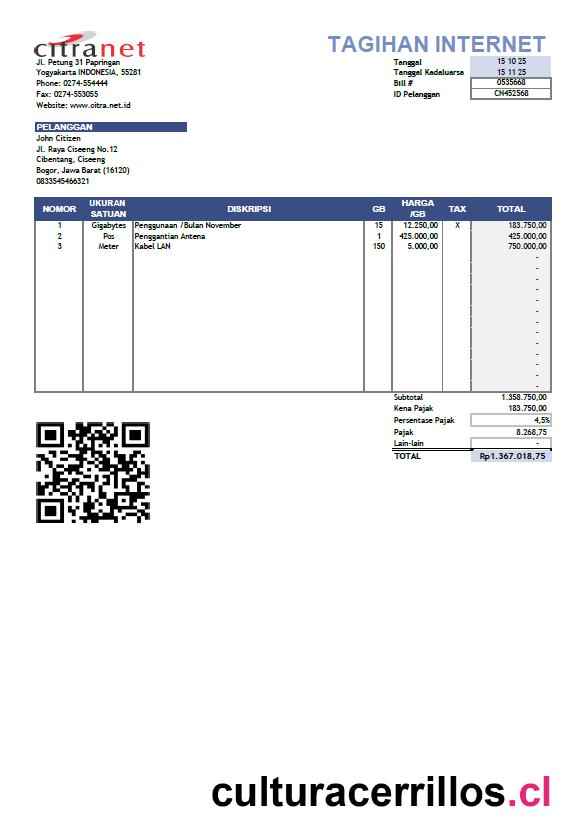 citranet
TAGIHAN INTERNET
Jl. Petung 31 Papringan
Yogyakarta INDONESIA, 55281
Phone: 0274-554444
Fax: 0274-553055
Website: www.citra.net.id
Tanggal 15 10 25
Tanggal Kadaluarsa 15 11 25
Bill # 0535668
ID Pelanggan CN452568
PELANGGAN
John Citizen
Jl. Raya Ciseeng No.12
Cibentang, Ciseeng
Bogor, Jawa Barat (16120)
0833545466321
NOMOR UKURAN SATUAN DISKRIPSI GB HARGA /GB TAX TOTAL
1 Gigabytes Penggunaan /Bulan November 15 12.250,00 X 183.750,00
2 Pos Penggantian Antena 1 425.000,00 425.000,00
3 Meter Kabel LAN 150 5.000,00 750.000,00
-
-
-
-
-
-
-
-
-
-
-
-
-
Subtotal 1.358.750,00
Kena Pajak 183.750,00
Persentase Pajak 4,5%
Pajak 8.268,75
Lain-lain -
TOTAL Rp1.367.018,75
culturacerrillos.cl